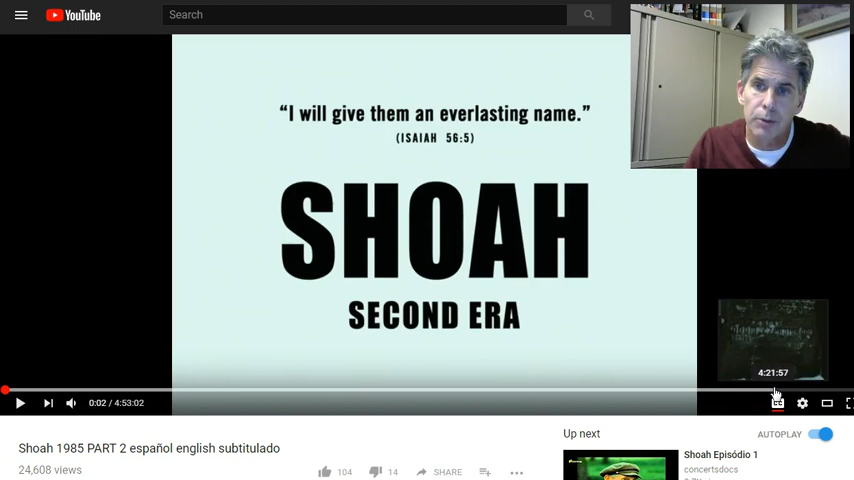 YouTube
Search
“I will give them an everlasting name.”
(ISAIAH 56:5)
SHOAH
SECOND ERA
4:21:57
0:02 / 4:53:02
Shoah 1985 PART 2 español english subtitulado
24,608 views
104
14
SHARE
Up next
AUTOPLAY
Shoah Episódio 1
concertsdocs